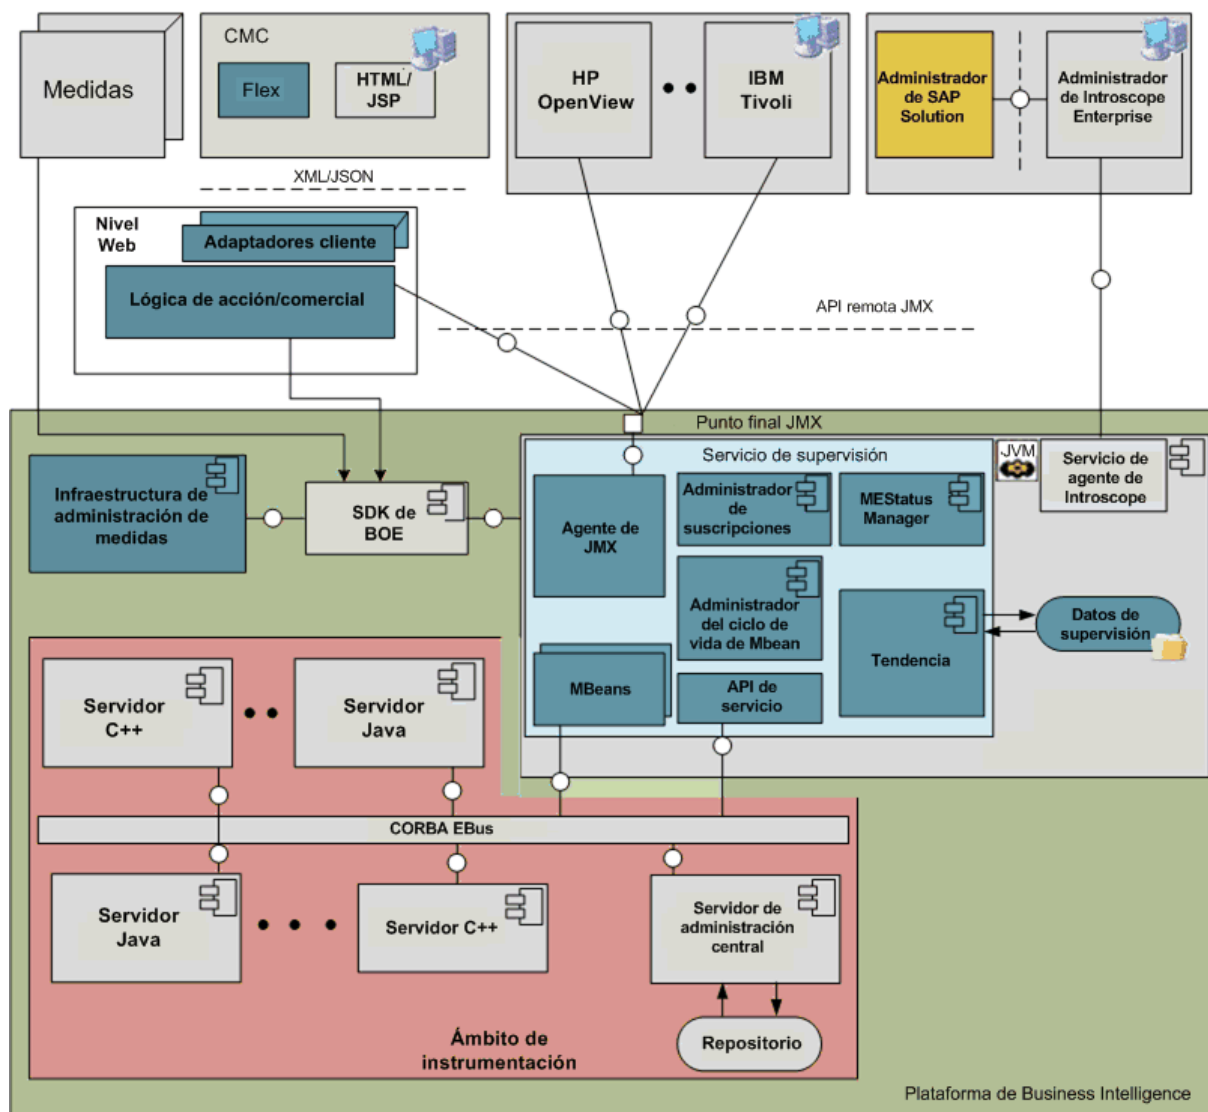 Medidas
CMC
Flex
HTML/
JSP
HP
OpenView
IBM
Tivoli
Administrador
de SAP
Solution
Administrador
de Introscope
Enterprise
XML/JSON
Nivel
Web
Adaptadores cliente
Lógica de acción/comercial
API remota JMX
Punto final JMX
Servicio de supervisión
JVM
Servicio de
agente de
Introscope
Infraestructura de
administración de
medidas
SDK de
BOE
Agente de
JMX
Administrador
de
suscripciones
MEStatus
Manager
Administrador
del ciclo de
vida de Mbean
Tendencia
Datos de
supervisión
MBeans
API de
servicio
Servidor
C++
Servidor
Java
CORBA EBus
Servidor
Java
Servidor C++
Servidor de
administración
central
Repositorio
Ámbito de
instrumentación
Plataforma de Business Intelligence